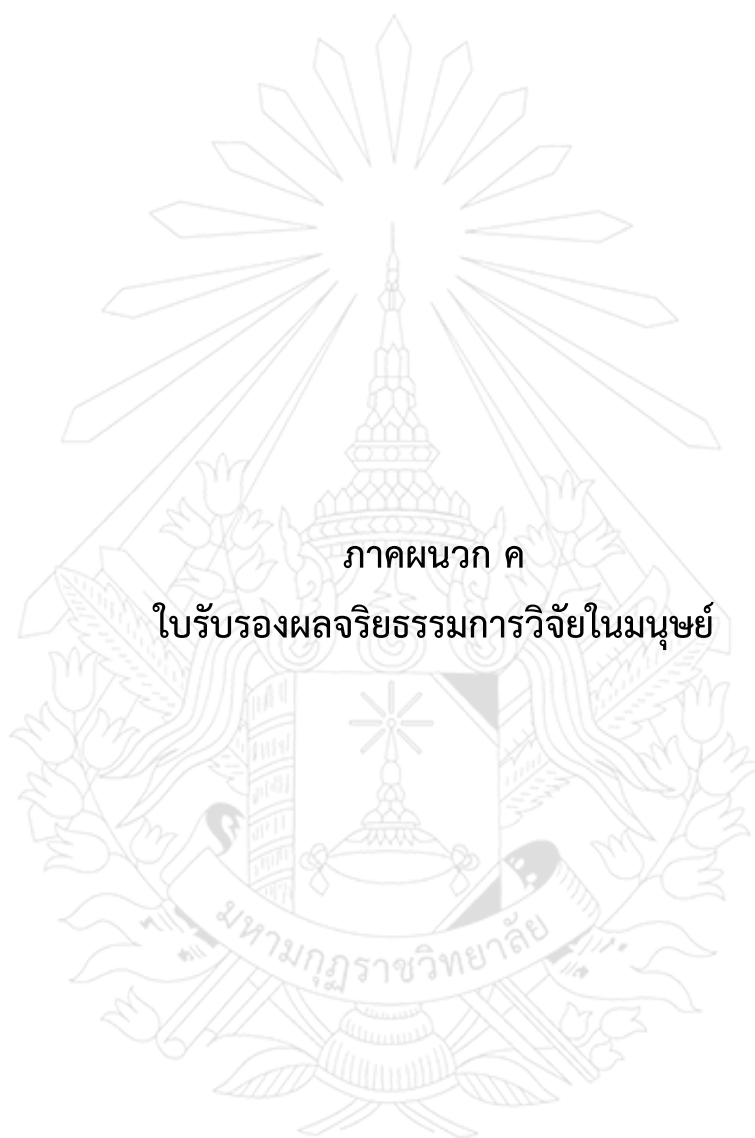 ภาคผนวก ค
ใบรับรองผลจริยธรรมการวิจัยในมนุษย์
มหามกุฏราชวิทยาลัย